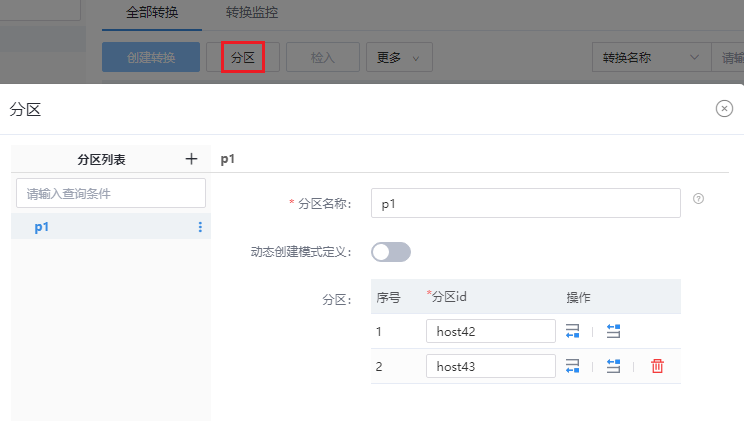 全部转换 转换监控
创建转换 分区 检入 更多 转换名称 请输
分区
分区列表 + p1
请输入查询条件
p1
* 分区名称: p1
动态创建模式定义:
分区: 序号 *分区id 操作
1 host42
2 host43